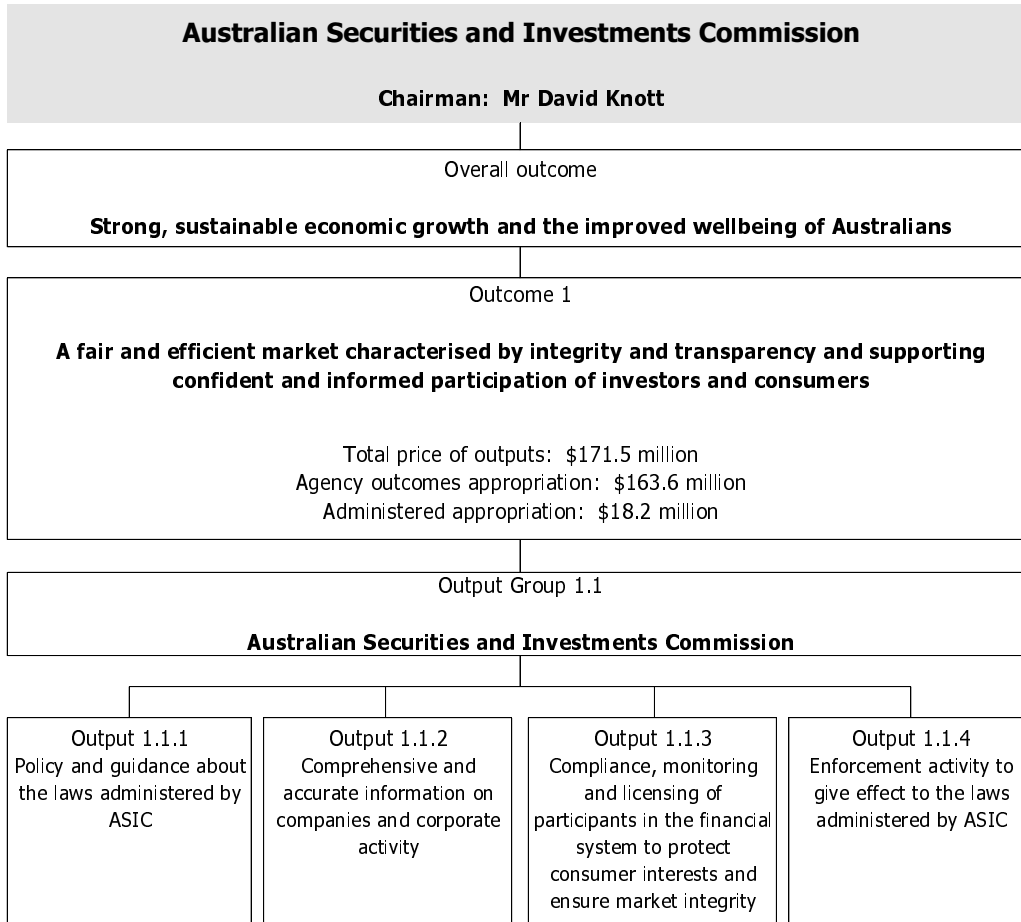 Australian Securities and Investments Commission
Chairman: Mr David Knott
Overall outcome
Strong, sustainable economic growth and the improved wellbeing of Australians
Outcome 1
A fair and efficient market characterised by integrity and transparency and supporting
confident and informed participation of investors and consumers
Total price of outputs: $171.5 million
Agency outcomes appropriation: $163.6 million
Administered appropriation: $18.2 million
Output Group 1.1
Australian Securities and Investments Commission
Output 1.1.1
Policy and guidance about
the laws administered by
ASIC
Output 1.1.2
Comprehensive and
accurate information on
companies and corporate
activity
Output 1.1.3
Compliance, monitoring
and licensing of
participants in the financial
system to protect
consumer interests and
ensure market integrity
Output 1.1.4
Enforcement activity to
give effect to the laws
administered by ASIC